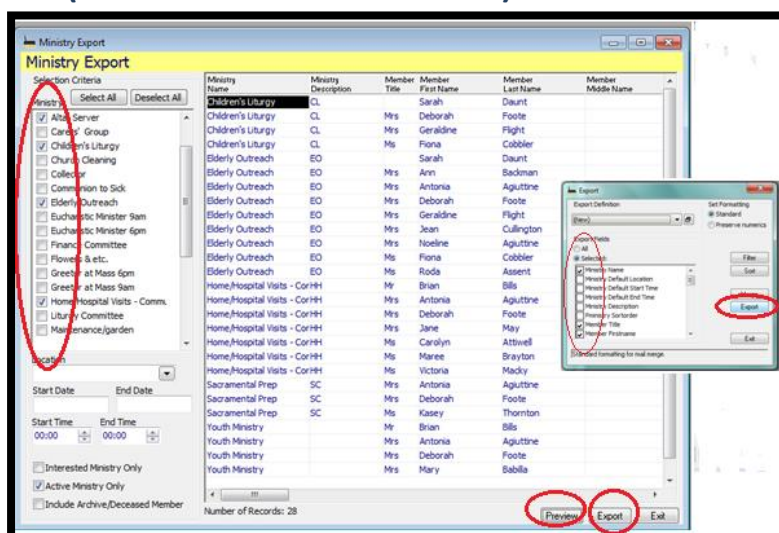 Ministry Export
Ministry Export
Selection Criteria
Ministry
Select All
Deselect All
Altar Server
Carers' Group
Children's Liturgy
Church Cleaning
Collector
Communion to Sick
Elderly Outreach
Eucharistic Minister 9am
Eucharistic Minister 6pm
Finance Committee
Flowers & etc.
Greeter at Mass 6pm
Greeter at Mass 9am
Home/Hospital Visits - Commu
Liturgy Committee
Maintenance/garden
Location
Start Date End Date
Start Time End Time
00:00 00:00
Interested Ministry Only
Active Ministry Only
Include Archive/Deceased Member
Ministry Name Ministry Description Member Title Member First Name Member Last Name Member Middle Name
Children's Liturgy CL Sarah Daunt
Children's Liturgy CL Mrs Deborah Foote
Children's Liturgy CL Mrs Geraldine Flight
Children's Liturgy CL Ms Fiona Cobbler
Elderly Outreach EO Sarah Daunt
Elderly Outreach EO Mrs Ann Backman
Elderly Outreach EO Mrs Antonia Agiuttine
Elderly Outreach EO Mrs Deborah Foote
Elderly Outreach EO Mrs Geraldine Flight
Elderly Outreach EO Mrs Jean Cullington
Elderly Outreach EO Mrs Noeline Agiuttine
Elderly Outreach EO Ms Fiona Cobbler
Elderly Outreach EO Ms Roda Assent
Home/Hospital Visits - Cor HH Mr Brian Bills
Home/Hospital Visits - Cor HH Mrs Antonia Agiuttine
Home/Hospital Visits - Cor HH Mrs Deborah Foote
Home/Hospital Visits - Cor HH Mrs Jane May
Home/Hospital Visits - Cor HH Ms Carolyn Attiwell
Home/Hospital Visits - Cor HH Ms Maree Brayton
Home/Hospital Visits - Cor HH Ms Victoria Macky
Sacramental Prep SC Mrs Antonia Agiuttine
Sacramental Prep SC Mrs Deborah Foote
Sacramental Prep SC Ms Kasey Thornton
Youth Ministry Mr Brian Bills
Youth Ministry Mrs Antonia Agiuttine
Youth Ministry Mrs Deborah Foote
Youth Ministry Mrs Mary Babilla
Number of Records: 28
Preview Export Exit
Export
Export Definition
(New)
Set Formatting
Standard
Preserve numerics
Export Fields
All
Selected:
Ministry Name
Ministry Default Location
Ministry Default Start Time
Ministry Default End Time
Ministry Description
Ministry Sortorder
Member Title
Member Firstname
Filter
Sort
Export
Exit
Standard formatting for mail merge.